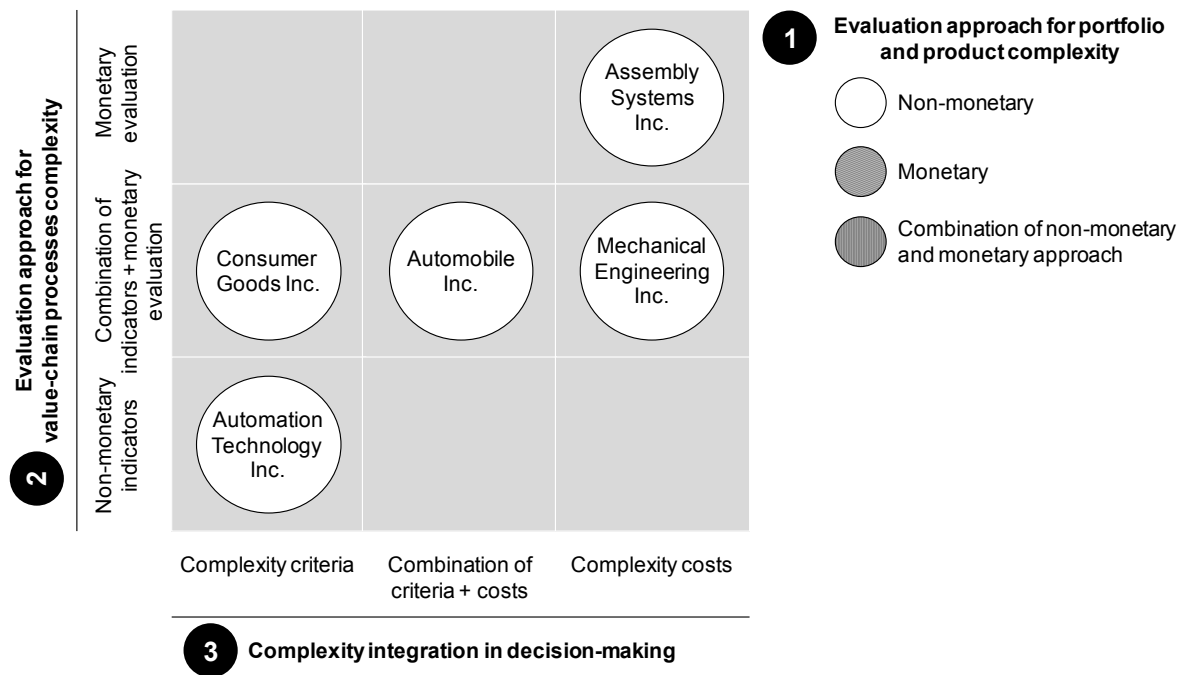 1
Evaluation approach for portfolio
and product complexity
Non-monetary
Monetary
Combination of non-monetary
and monetary approach
2
Evaluation approach for
value-chain processes complexity
Monetary
evaluation
Combination of
indicators + monetary
evaluation
Non-monetary
indicators
Assembly
Systems
Inc.
Consumer
Goods Inc.
Automobile
Inc.
Mechanical
Engineering
Inc.
Automation
Technology
Inc.
Complexity criteria
Combination of
criteria + costs
Complexity costs
3
Complexity integration in decision-making